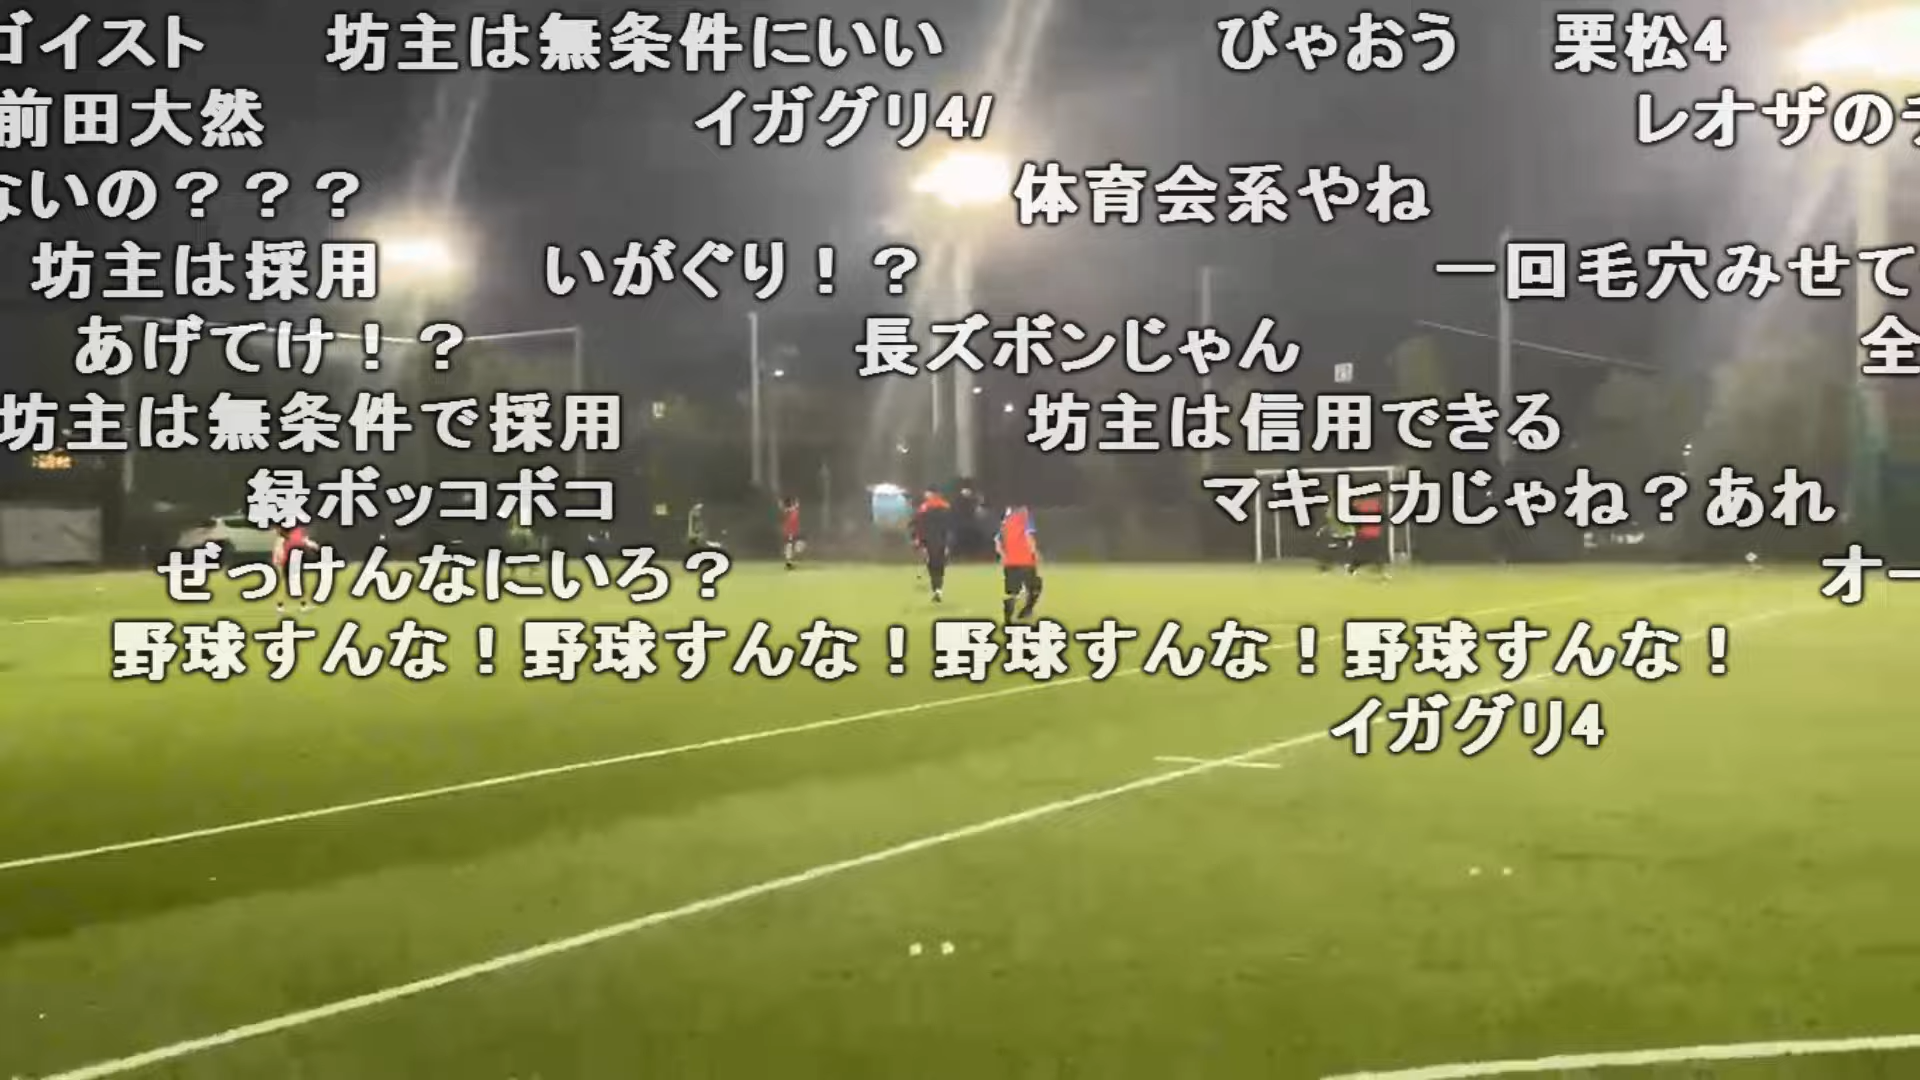 ゴイスト 坊主は無条件にいい びゃおう 栗松4
前田大然 イガグリ4/ レオザの
ないの？？？ 体育会系やね
坊主は採用 いがぐり！？ 一回毛穴みせて
あげてけ！？ 長ズボンじゃん 全
坊主は無条件で採用 坊主は信用できる
緑ボッコボコ マキヒカじゃね？あれ
ぜっけんなにいろ？ オー
野球すんな！野球すんな！野球すんな！野球すんな！
イガグリ4